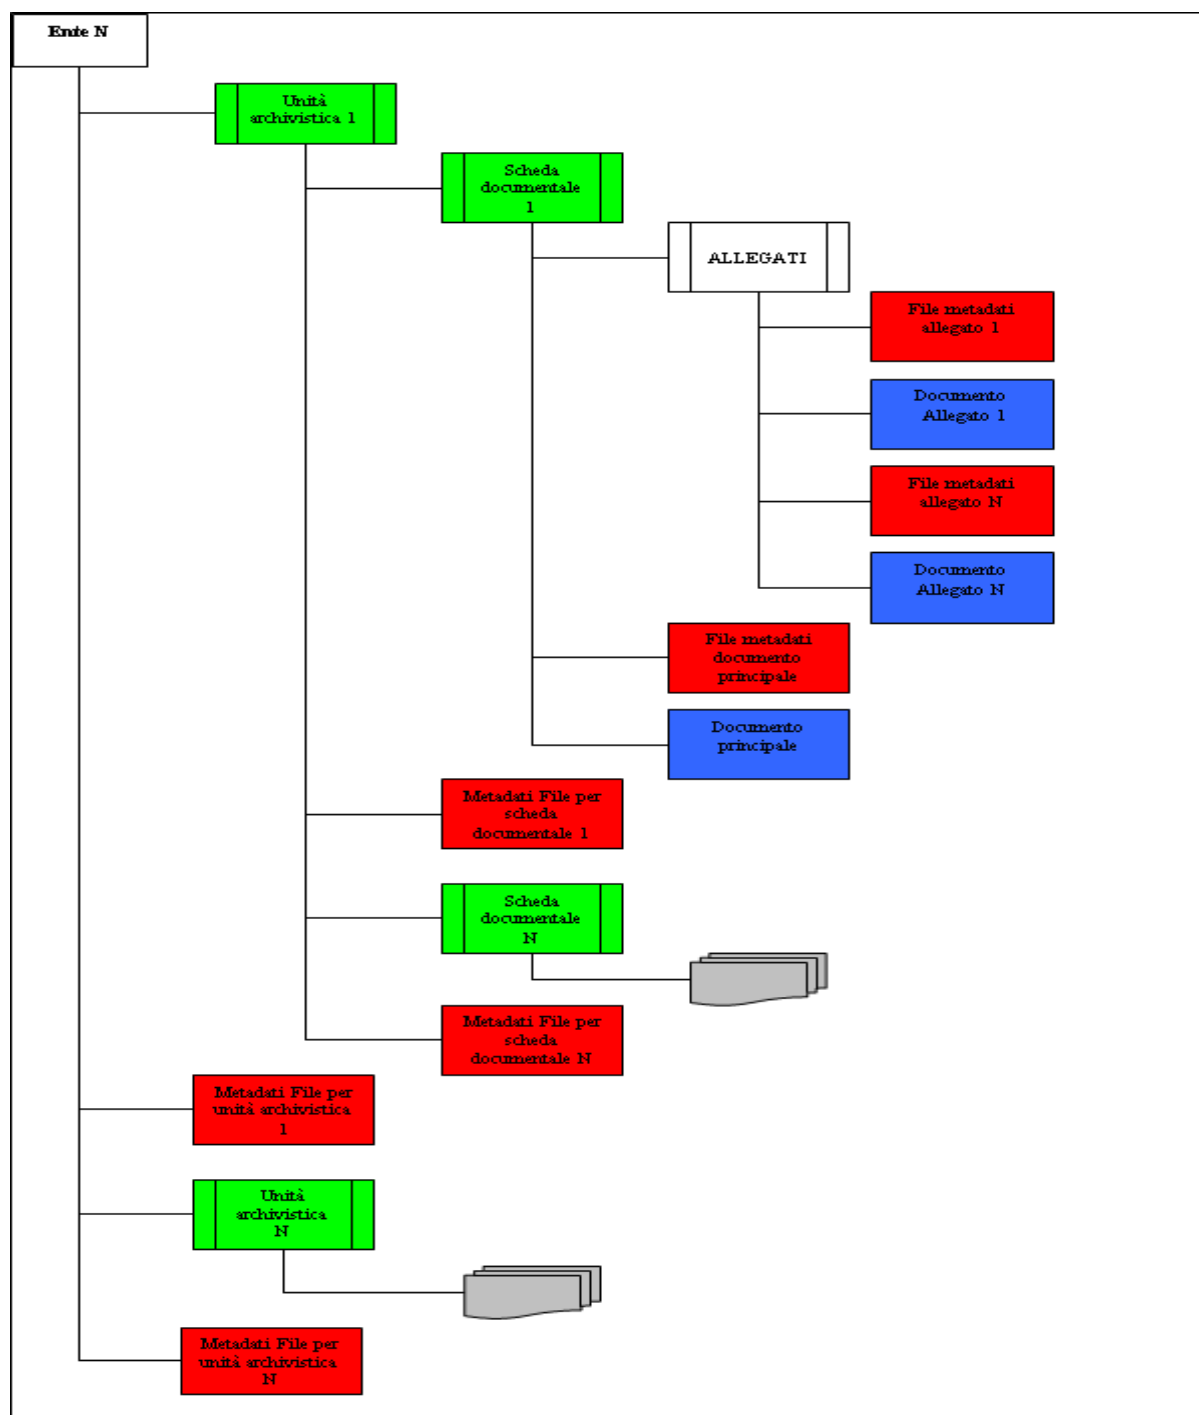 Ente N
Unità
archivistica 1
Scheda
documentale
1
ALLEGATI
File metadati
allegato 1
Documento
Allegato 1
File metadati
allegato N
Documento
Allegato N
File metadati
documento
principale
Documento
principale
Metadati File per
scheda
documentale 1
Scheda
documentale
N
Metadati File per
scheda
documentale N
Metadati File per
unità archivistica
1
Unità
archivistica
N
Metadati File per
unità archivistica
N